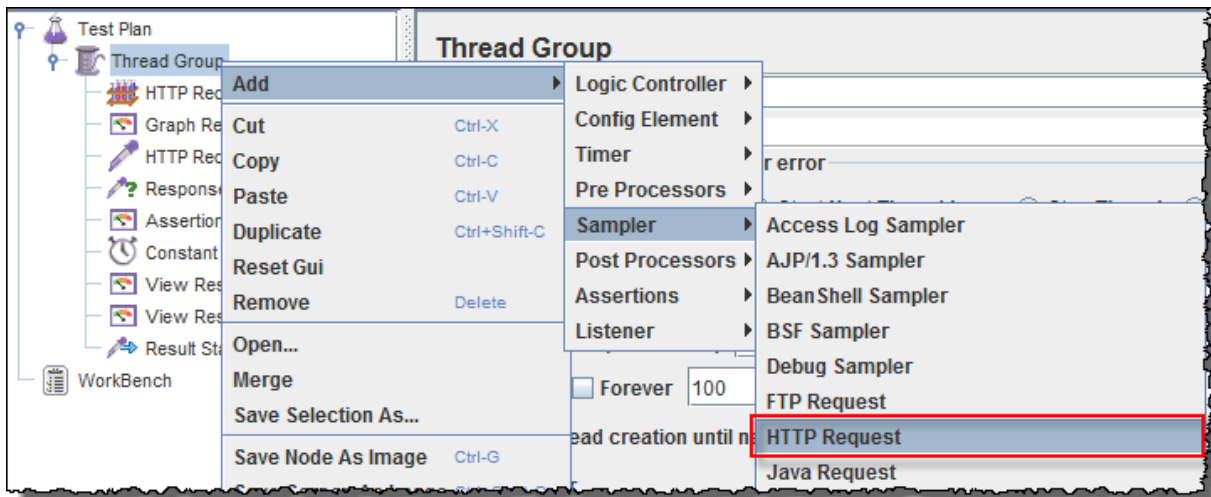 Test Plan
Thread Group
HTTP Req
Graph Re
HTTP Req
Response
Assertion
Constant
View Res
View Res
Result Sta
WorkBench
Thread Group
Add
Cut Ctrl-X
Copy Ctrl-C
Paste Ctrl-V
Duplicate Ctrl+Shift-C
Reset Gui
Remove Delete
Open...
Merge
Save Selection As...
Save Node As Image Ctrl-G
Logic Controller
Config Element
Timer
Pre Processors
Sampler
Post Processors
Assertions
Listener
r error
Access Log Sampler
AJP/1.3 Sampler
BeanShell Sampler
BSF Sampler
Debug Sampler
FTP Request
HTTP Request
Java Request
Forever 100
ead creation until n